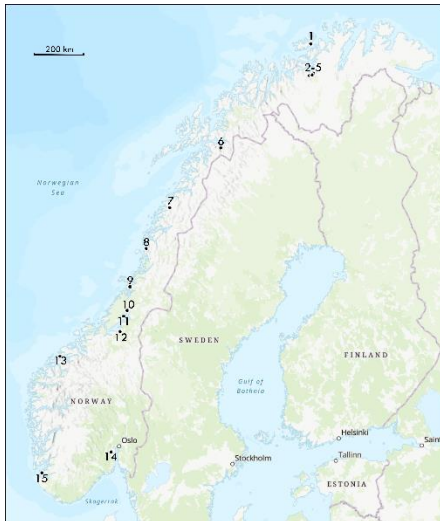 200 km
1
2-5
6
Norwegian
Sea
7
8
9
10
11
12
SWEDEN
FINLAND
13
NORWAY
Gulf of
Bothnia
Oslo
Helsinki
Saint
14
Stockholm
Tallinn
15
Skagerrak
ESTONIA